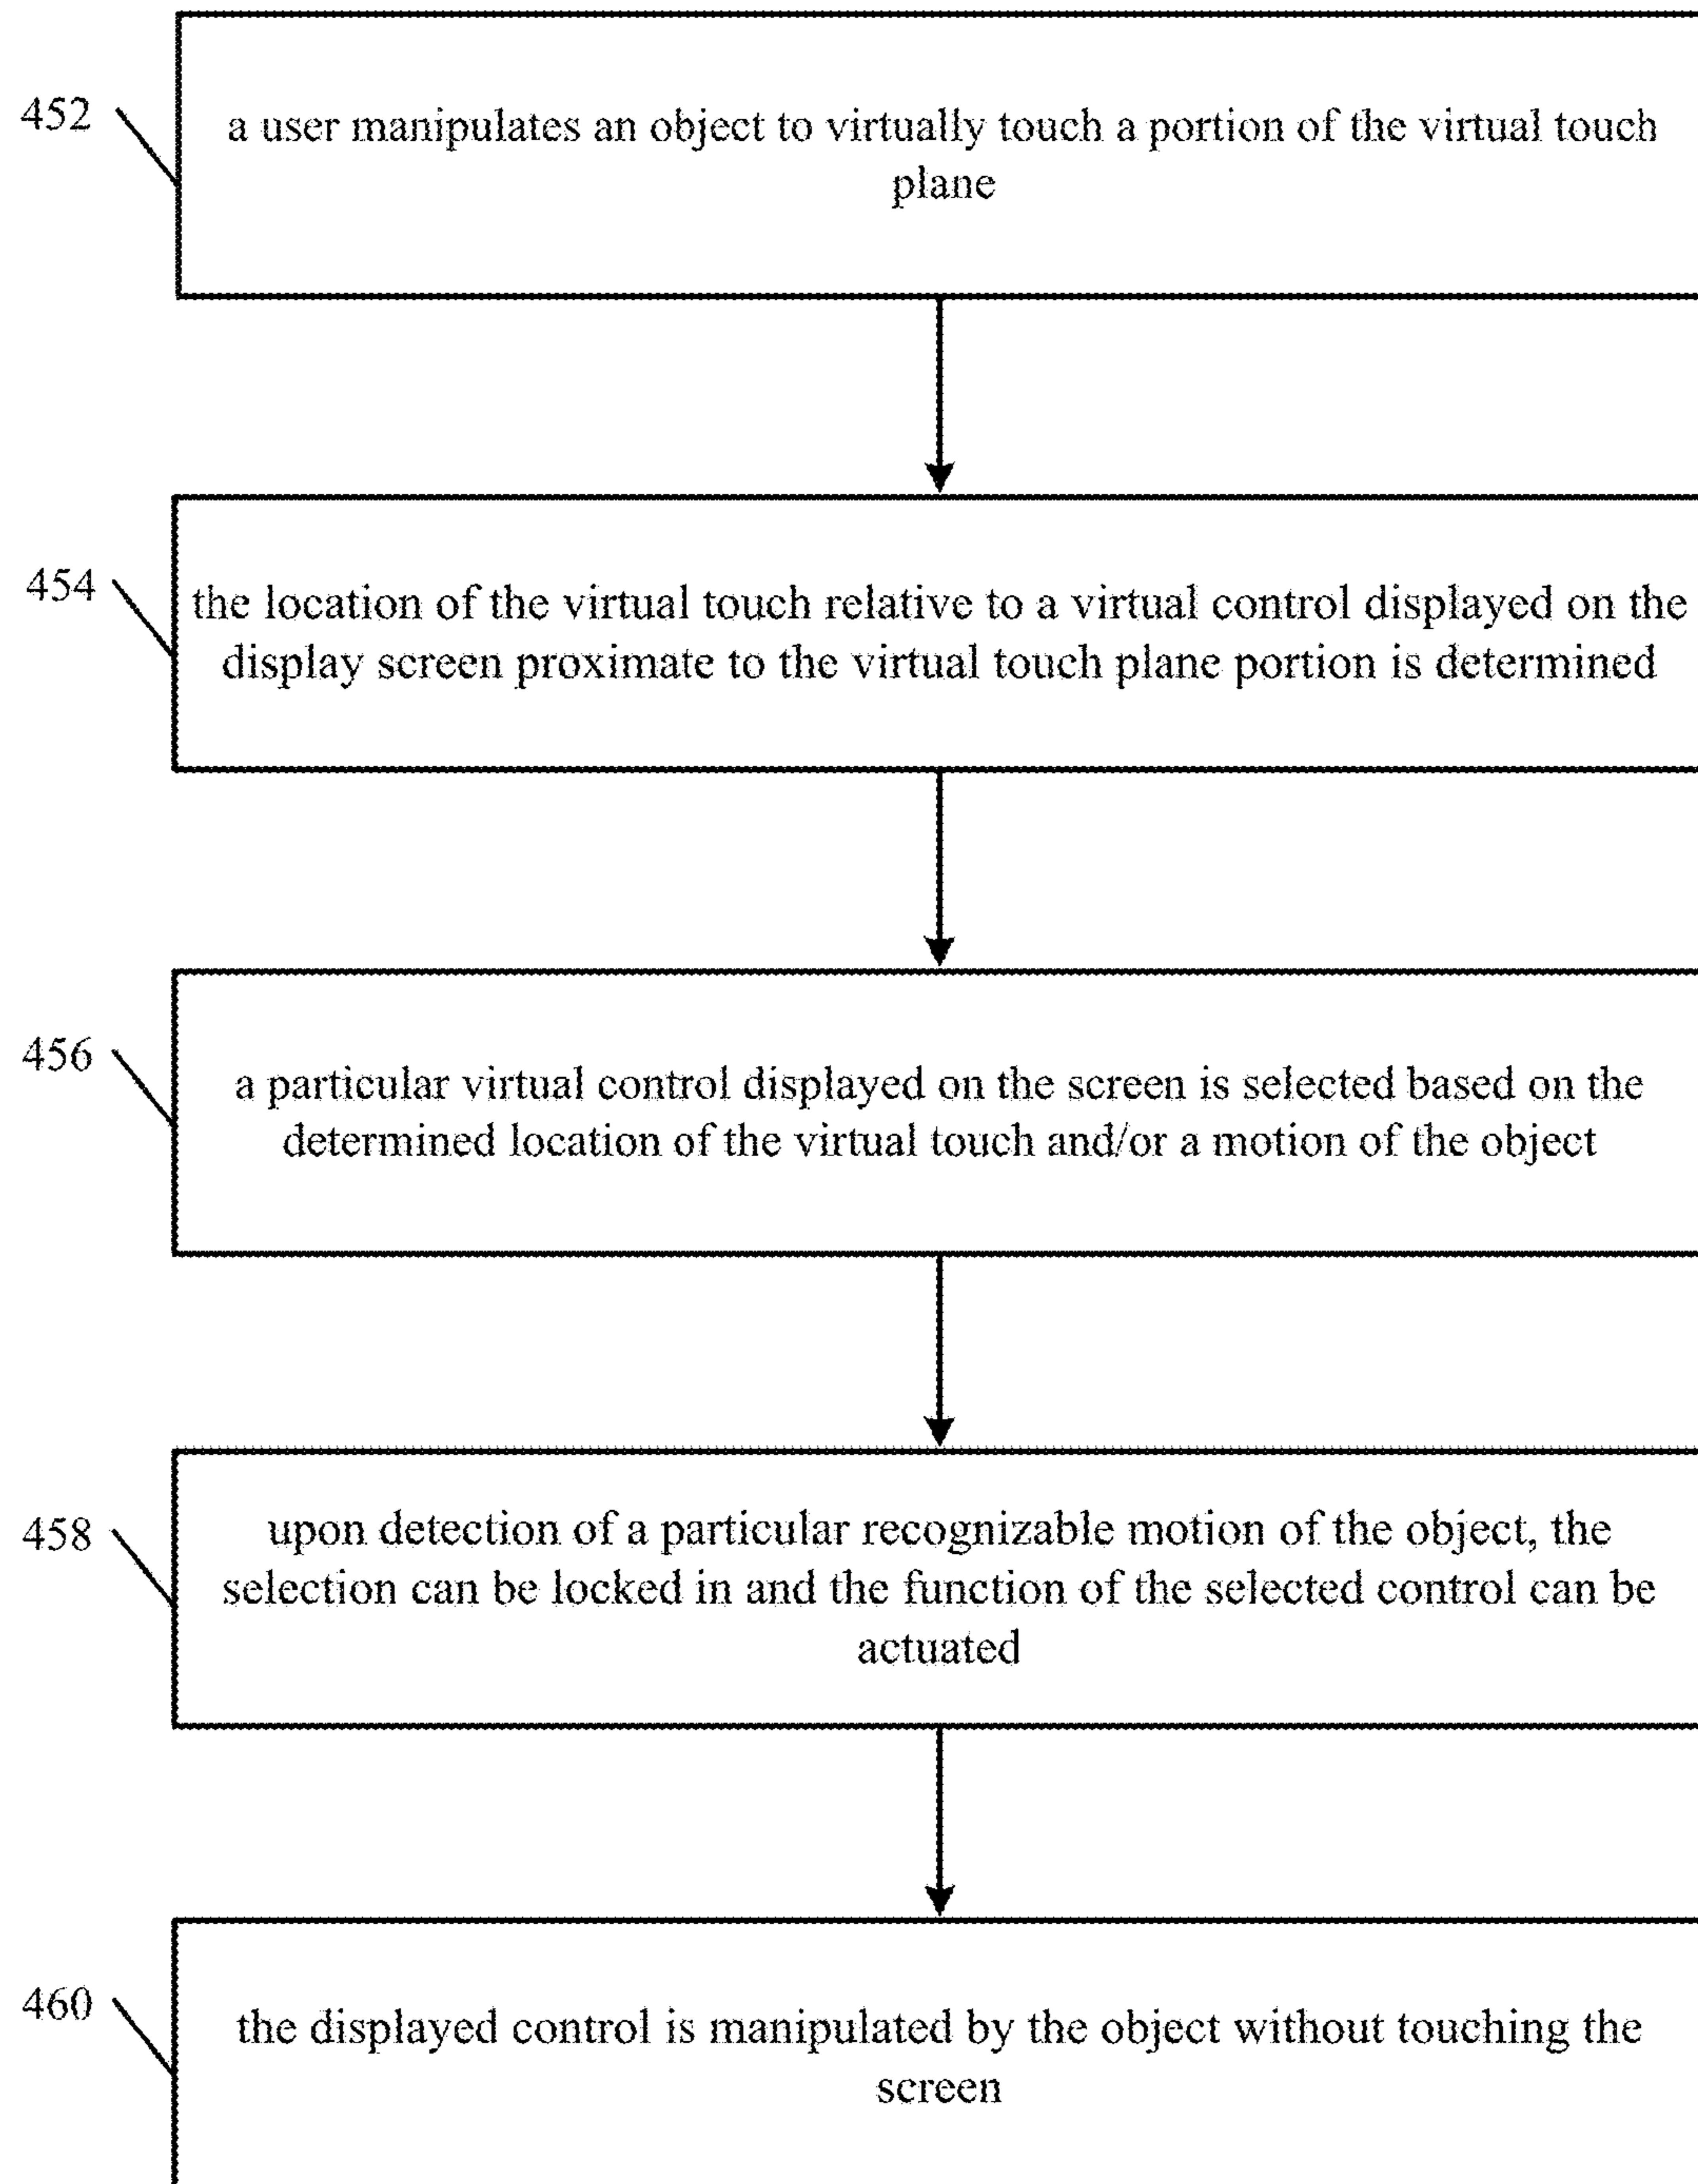 452
a user manipulates an object to virtually touch a portion of the virtual touch
plane
454
the location of the virtual touch relative to a virtual control displayed on the
display screen proximate to the virtual touch plane portion is determined
456
a particular virtual control displayed on the screen is selected based on the
determined location of the virtual touch and/or a motion of the object
458
upon detection of a particular recognizable motion of the object, the
selection can be locked in and the function of the selected control can be
actuated
460
the displayed control is manipulated by the object without touching the
screen